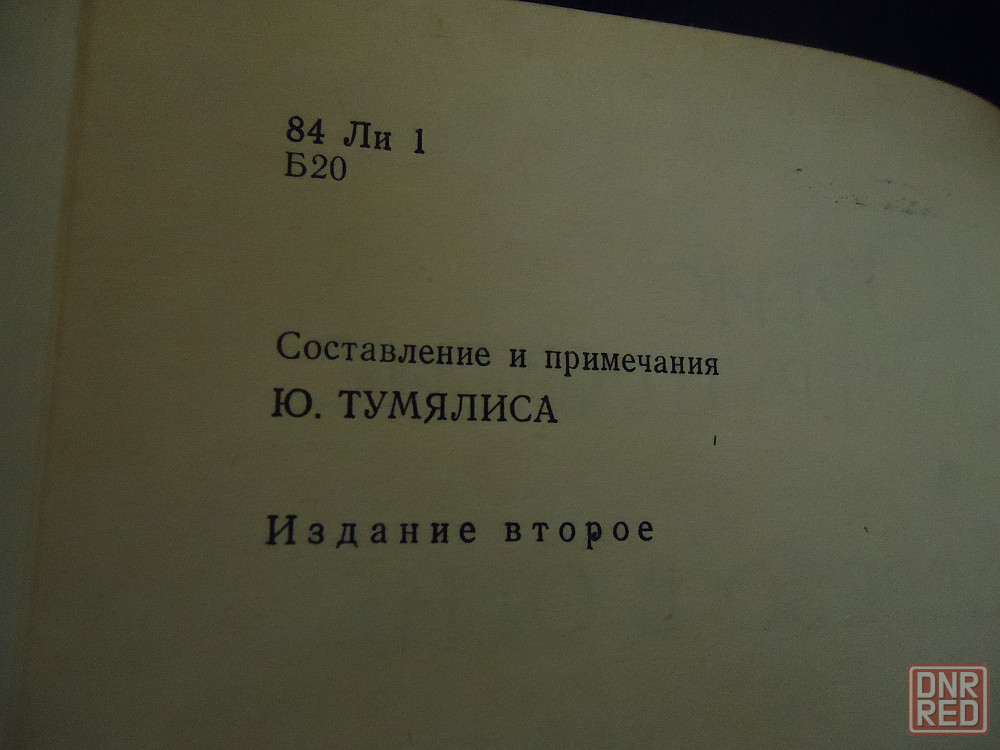 84 Ли 1
Б20
Составление и примечания
Ю. ТУМЯЛИСА
Издание второе
DNR
RED